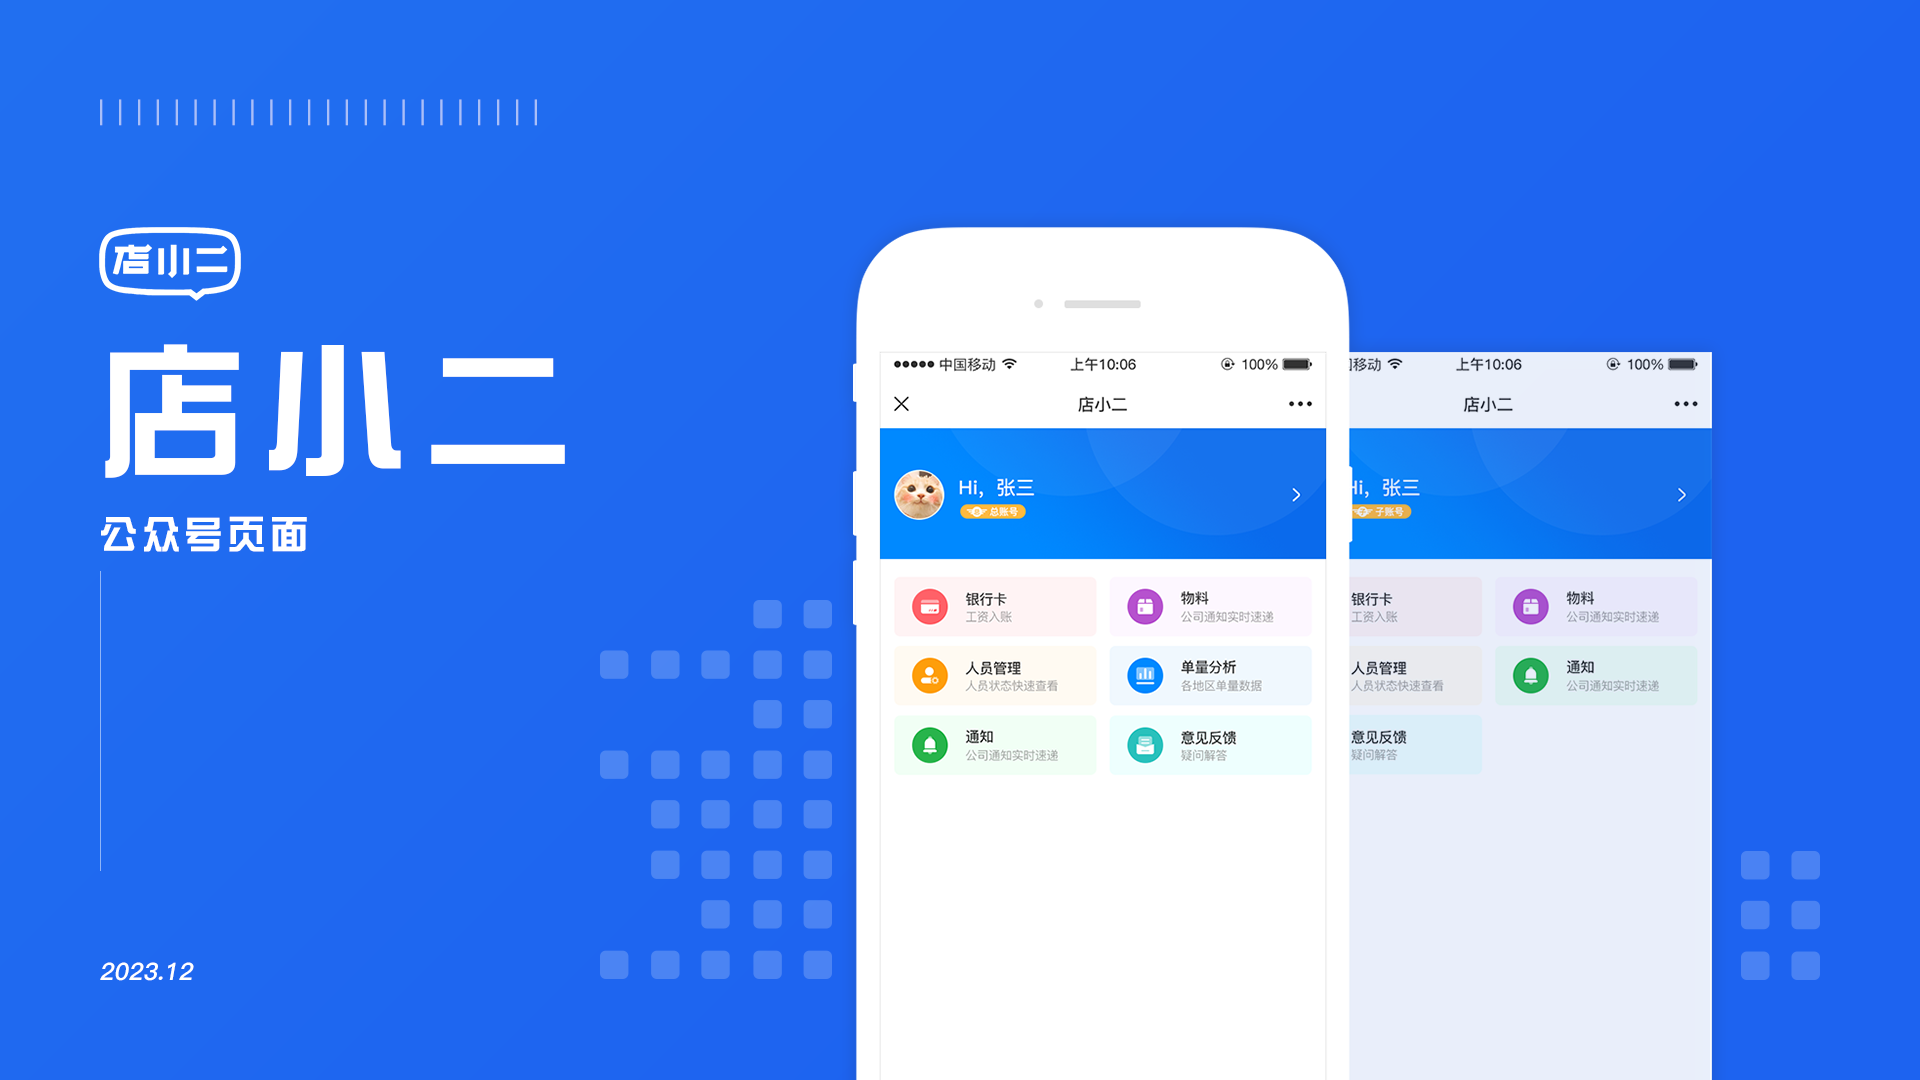 店小二
店小二
公众号页面
2023.12
中国移动 上午10:06 100%
店小二
Hi，张三
总账号
银行卡
工资入账
物料
公司通知实时速递
人员管理
人员状态快速查看
单量分析
各地区单量数据
通知
公司通知实时速递
意见反馈
疑问解答
移动 上午10:06 100%
店小二
Hi，张三
子账号
银行卡
工资入账
物料
公司通知实时速递
人员管理
人员状态快速查看
通知
公司通知实时速递
意见反馈
疑问解答